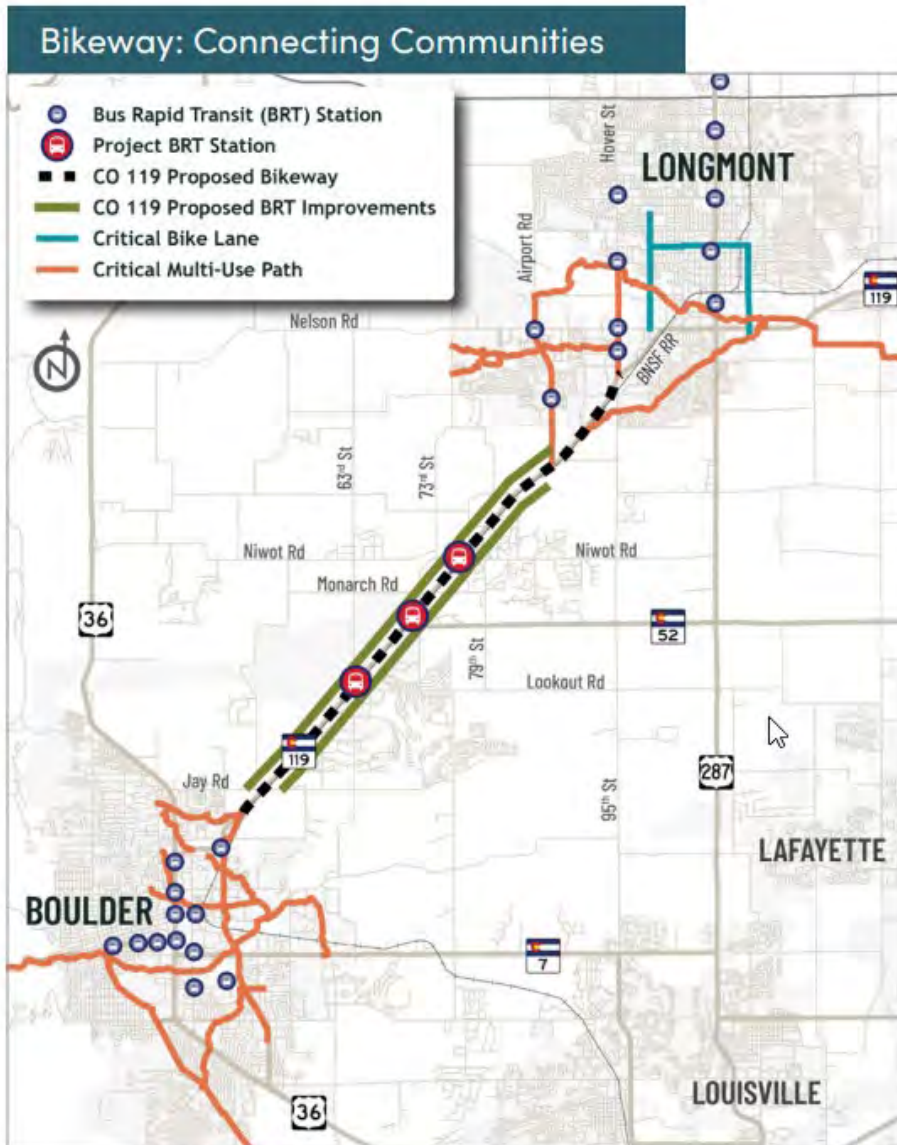 Bikeway: Connecting Communities
Bus Rapid Transit (BRT) Station
Project BRT Station
CO 119 Proposed Bikeway
CO 119 Proposed BRT Improvements
Critical Bike Lane
Critical Multi-Use Path
Hover St
LONGMONT
Airport Rd
119
Nelson Rd
N
BNSF RR
63rd St
73rd St
Niwot Rd
Niwot Rd
Monarch Rd
36
52
79th St
Lookout Rd
119
Jay Rd
287
95th St
LAFAYETTE
BOULDER
7
LOUISVILLE
36